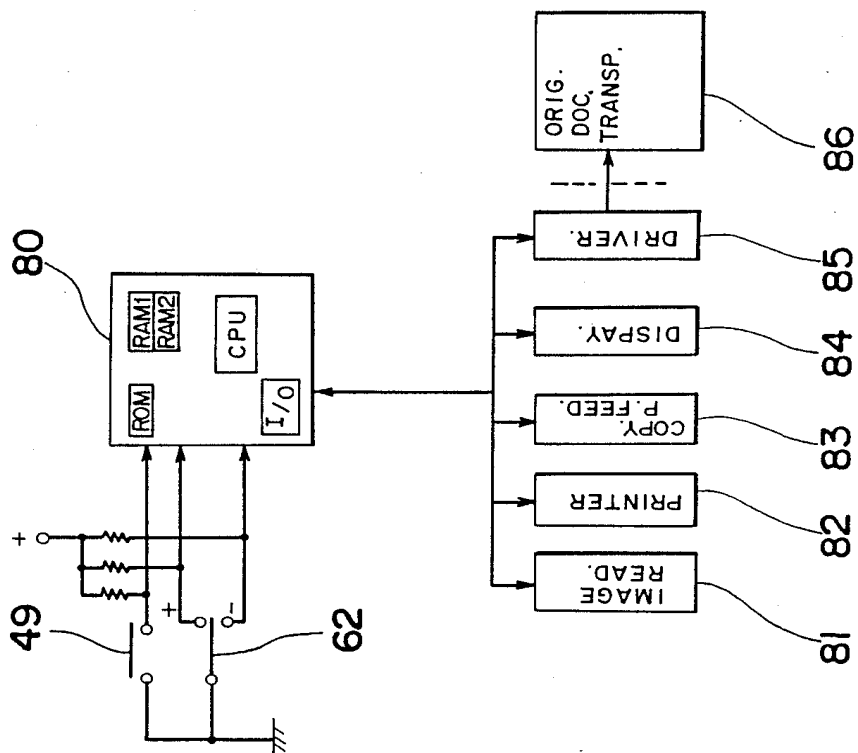 80
ROM
RAM1
RAM2
CPU
I/O
+
49
+
-
62
IMAGE
READ.
81
PRINTER
82
COPY.
P. FEED.
83
DISPAY.
84
DRIVER.
85
ORIG.
DOC.
TRANSP.
86